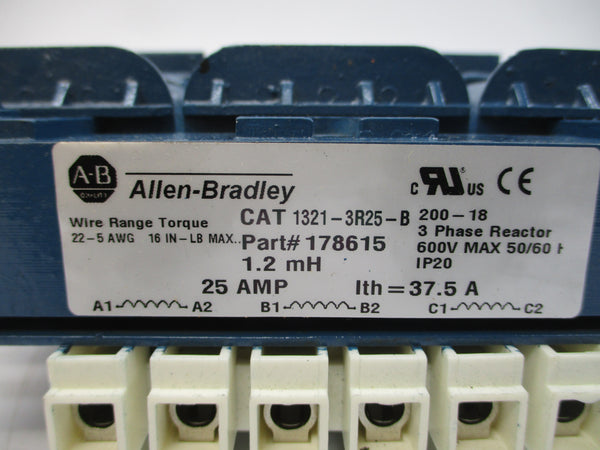 A-B
QUALITY
Allen-Bradley
c RU US CE
Wire Range Torque
22-5 AWG 16 IN-LB MAX.
CAT 1321-3R25-B
Part# 178615
1.2 mH
200-18
3 Phase Reactor
600V MAX 50/60 H
IP20
25 AMP Ith = 37.5 A
A1 A2 B1 B2 C1 C2